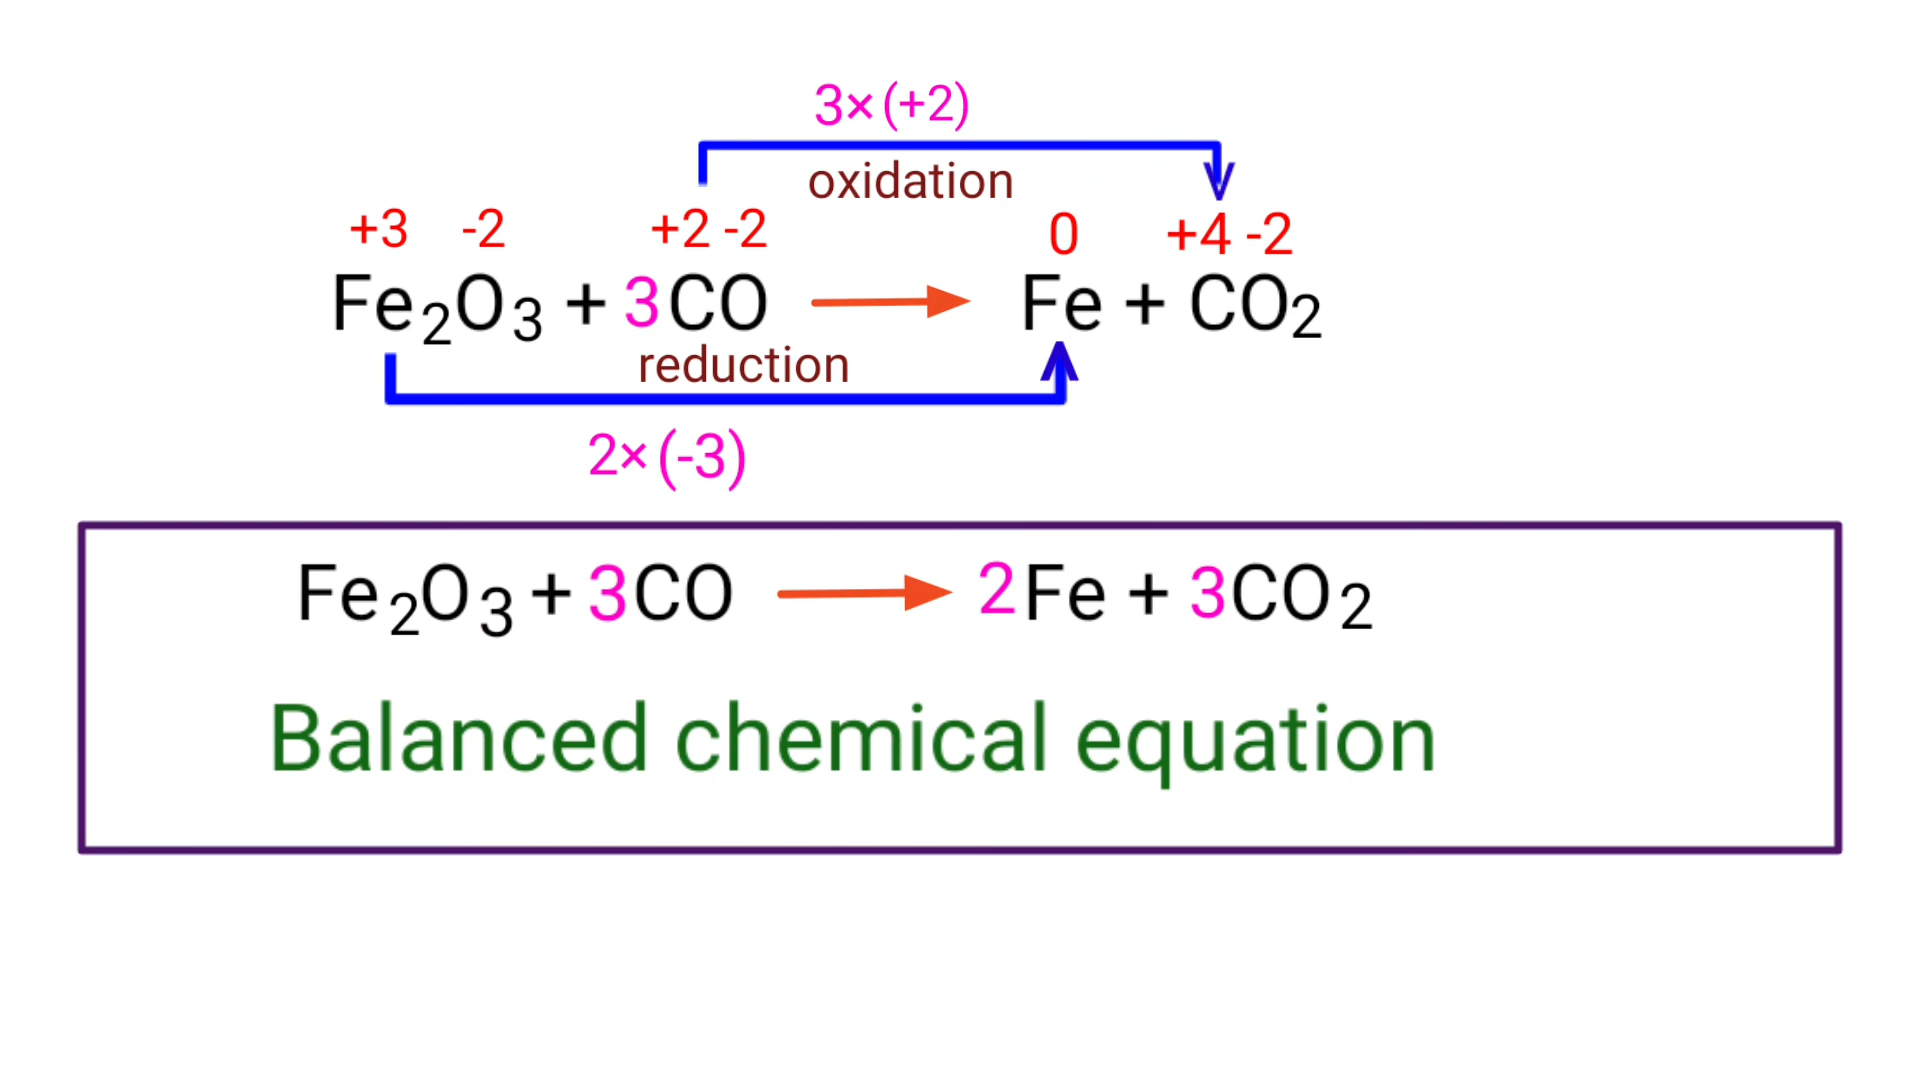 3×(+2)
oxidation
+3 -2 +2 -2 0 +4 -2
Fe₂O₃ + 3CO → Fe + CO₂
reduction
2×(-3)
Fe₂O₃ + 3CO → 2Fe + 3CO₂
Balanced chemical equation